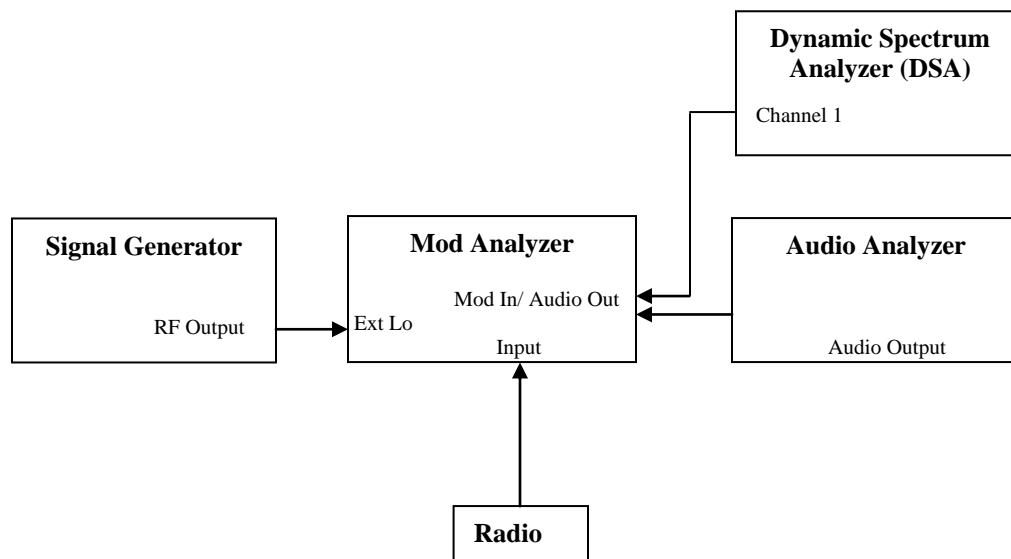 Dynamic Spectrum
Analyzer (DSA)
Channel 1
Signal Generator
RF Output
Mod Analyzer
Mod In/ Audio Out
Ext Lo
Input
Audio Analyzer
Audio Output
Radio